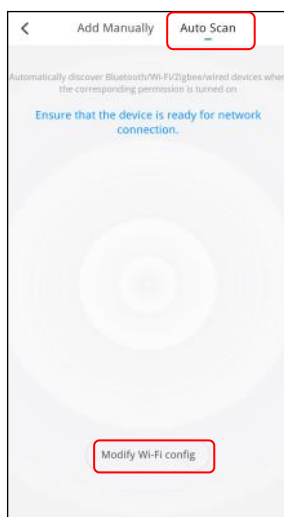 Add Manually Auto Scan
Automatically discover Bluetooth/Wi-Fi/Zigbee/wired devices when
the corresponding permission is turned on
Ensure that the device is ready for network
connection.
Modify Wi-Fi config